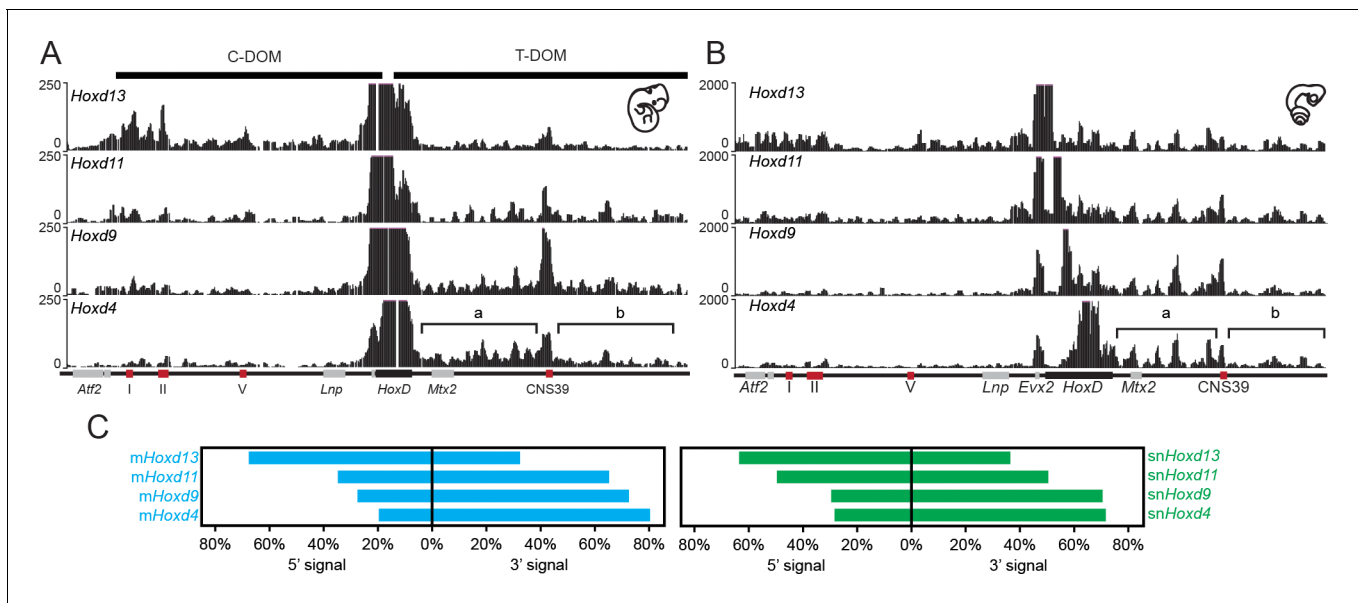 A
C-DOM
T-DOM
250
Hoxd13
0
250
Hoxd11
0
250
Hoxd9
0
250
Hoxd4
a
b
0
Atf2
I
II
V
Lnp
HoxD
Mtx2
CNS39
B
2000
Hoxd13
0
2000
Hoxd11
0
2000
Hoxd9
0
2000
Hoxd4
a
b
0
Atf2
I
II
V
Lnp
Evx2
HoxD
Mtx2
CNS39
C
mHoxd13
mHoxd11
mHoxd9
mHoxd4
80% 60% 40% 20% 0% 20% 40% 60% 80%
5' signal 3' signal
snHoxd13
snHoxd11
snHoxd9
snHoxd4
80% 60% 40% 20% 0% 20% 40% 60% 80%
5' signal 3' signal